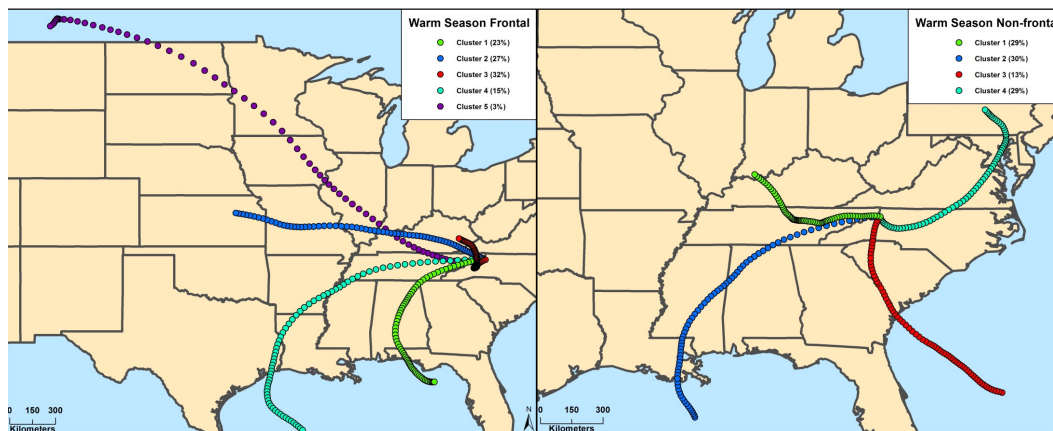 Warm Season Frontal
Cluster 1 (23%)
Cluster 2 (27%)
Cluster 3 (32%)
Cluster 4 (15%)
Cluster 5 (3%)
0 150 300
Kilometers
N
Warm Season Non-fronta
Cluster 1 (29%)
Cluster 2 (30%)
Cluster 3 (13%)
Cluster 4 (29%)
0 150 300
Kilometers